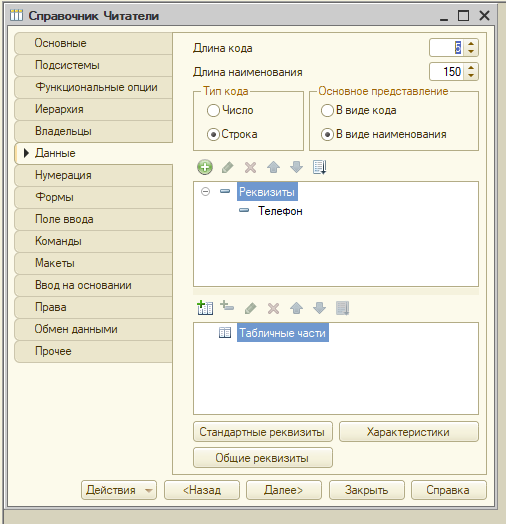 Справочник Читатели
Основные
Подсистемы
Функциональные опции
Иерархия
Владельцы
Данные
Нумерация
Формы
Поле ввода
Команды
Макеты
Ввод на основании
Права
Обмен данными
Прочее
Длина кода 5
Длина наименования 150
Тип кода
Число
Строка
Основное представление
В виде кода
В виде наименования
Реквизиты
Телефон
Табличные части
Стандартные реквизиты
Характеристики
Общие реквизиты
Действия
<Назад
Далее>
Закрыть
Справка